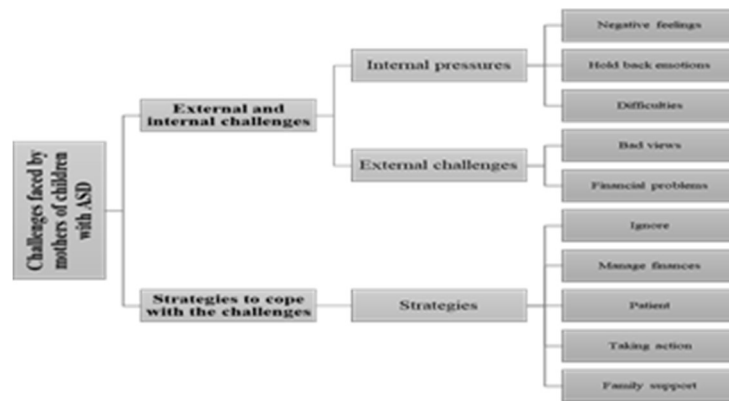 Challenges faced by
mothers of children
with ASD
External and
internal challenges
Internal pressures
Negative feelings
Hold back emotions
Difficulties
External challenges
Bad views
Financial problems
Strategies to cope
with the challenges
Strategies
Ignore
Manage finances
Patient
Taking action
Family support